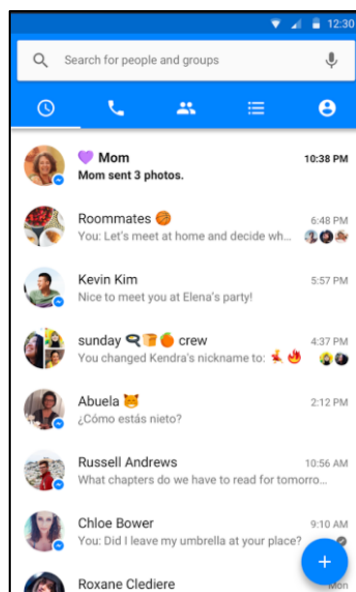 12:30
Search for people and groups
💜 Mom
10:38 PM
Mom sent 3 photos.
Roommates 🏀
6:48 PM
You: Let's meet at home and decide wh...
Kevin Kim
5:57 PM
Nice to meet you at Elena's party!
sunday 🍳🍞🍊 crew
4:37 PM
You changed Kendra's nickname to: 💃 🔥
Abuela 🐱
2:12 PM
¿Cómo estás nieto?
Russell Andrews
10:56 AM
What chapters do we have to read for tomorro...
Chloe Bower
9:10 AM
You: Did I leave my umbrella at your place?
Roxane Clediere
Mon